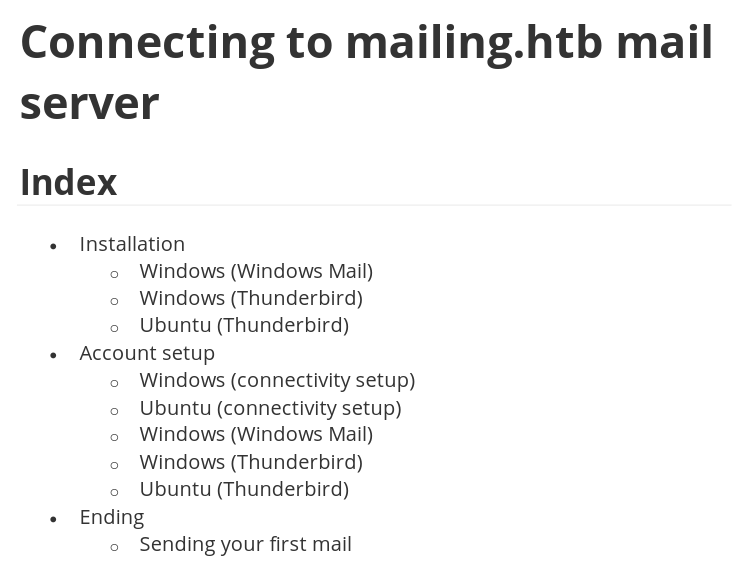 Connecting to mailing.htb mail
server
Index
Installation
Windows (Windows Mail)
Windows (Thunderbird)
Ubuntu (Thunderbird)
Account setup
Windows (connectivity setup)
Ubuntu (connectivity setup)
Windows (Windows Mail)
Windows (Thunderbird)
Ubuntu (Thunderbird)
Ending
Sending your first mail